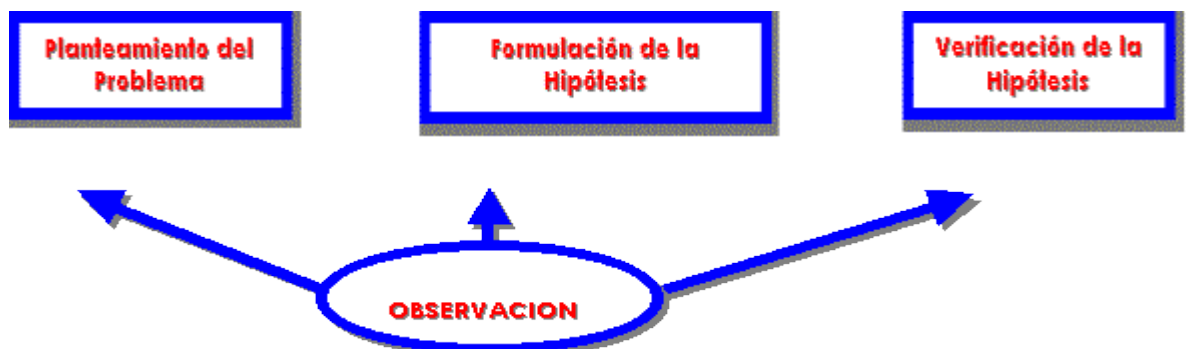 Planteamiento del
Problema
Formulación de la
Hipótesis
Verificación de la
Hipótesis
OBSERVACION